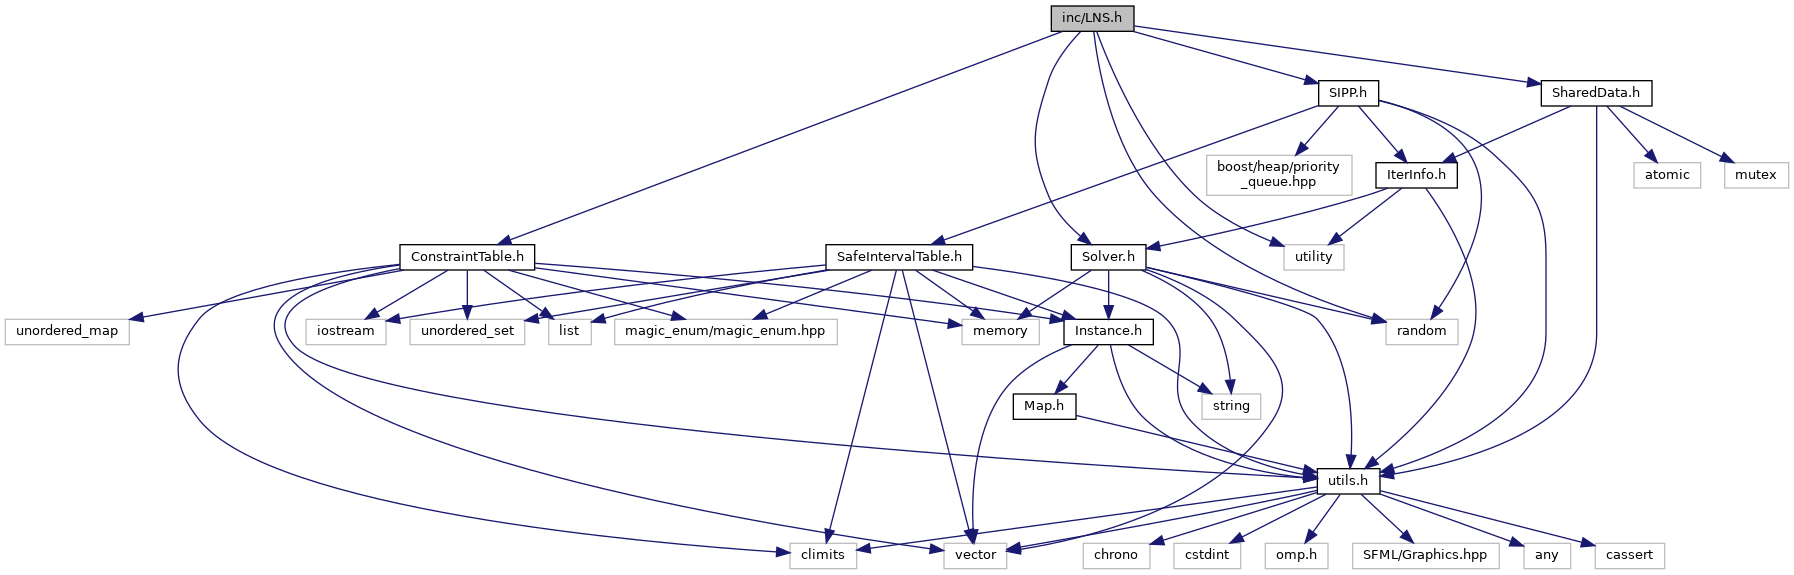 inc/LNS.h
SIPP.h
SharedData.h
boost/heap/priority
_queue.hpp
IterInfo.h
atomic
mutex
ConstraintTable.h
SafeIntervalTable.h
Solver.h
utility
unordered_map
iostream
unordered_set
list
magic_enum/magic_enum.hpp
memory
Instance.h
random
Map.h
string
utils.h
climits
vector
chrono
cstdint
omp.h
SFML/Graphics.hpp
any
cassert